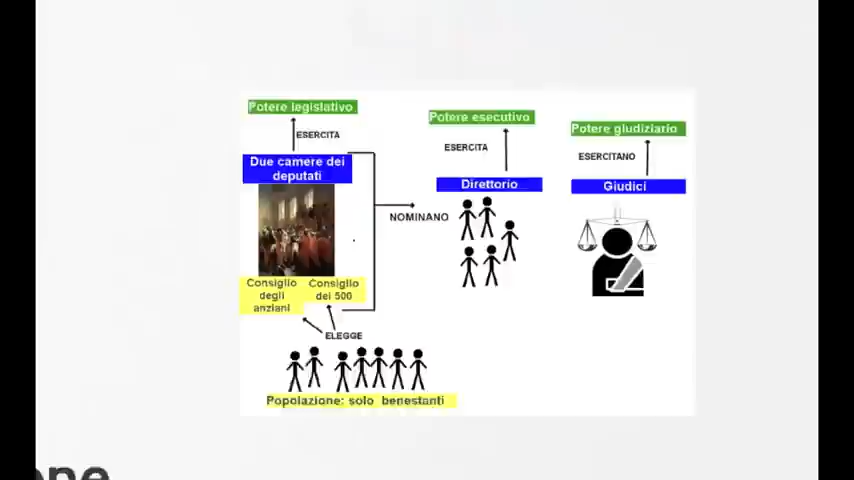 Potere legislativo
ESERCITA
Due camere dei
deputati
Consiglio
degli
anziani
Consiglio
dei 500
ELEGGE
Popolazione: solo benestanti
NOMINANO
Potere esecutivo
ESERCITA
Direttorio
Potere giudiziario
ESERCITANO
Giudici